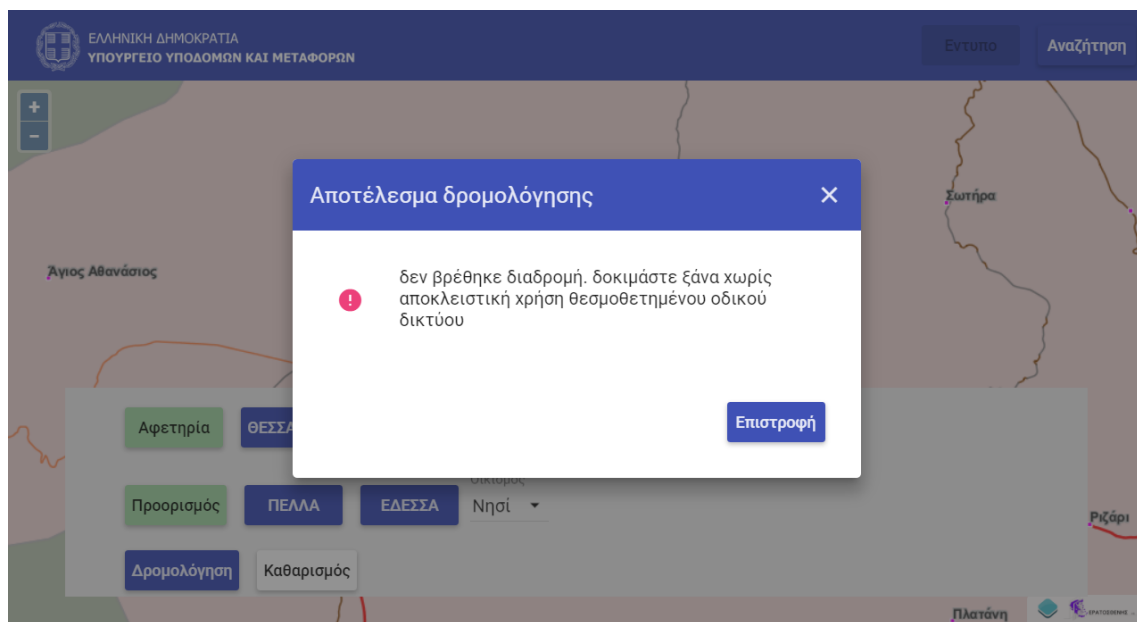 ΕΛΛΗΝΙΚΗ ΔΗΜΟΚΡΑΤΙΑ
ΥΠΟΥΡΓΕΙΟ ΥΠΟΔΟΜΩΝ ΚΑΙ ΜΕΤΑΦΟΡΩΝ
Εντυπο
Αναζήτηση
+
−
Αποτέλεσμα δρομολόγησης
Σωτήρα
Άγιος Αθανάσιος
δεν βρέθηκε διαδρομή. δοκιμάστε ξάνα χωρίς
αποκλειστική χρήση θεσμοθετημένου οδικού
δικτύου
Επιστροφή
Αφετηρία
Προορισμός
ΠΕΛΛΑ
ΕΔΕΣΣΑ
Οικισμός
Νησί
Ριζάρι
Δρομολόγηση
Καθαρισμός
Πλατάνη